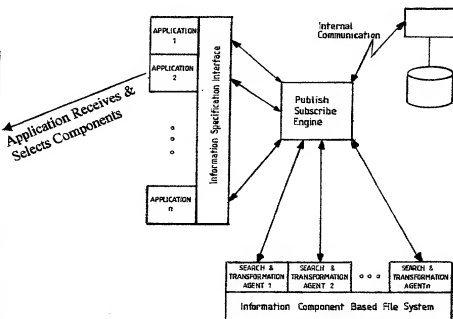 APPLICATION
1
APPLICATION
2
APPLICATION
n
Information Specification Interface
Application Receives &
Selects Components
Internal
Communication
Publish
Subscribe
Engine
SEARCH &
TRANSFORMATION
AGENT 1
SEARCH &
TRANSFORMATION
AGENT 2
SEARCH &
TRANSFORMATION
AGENTn
Information Component Based File System